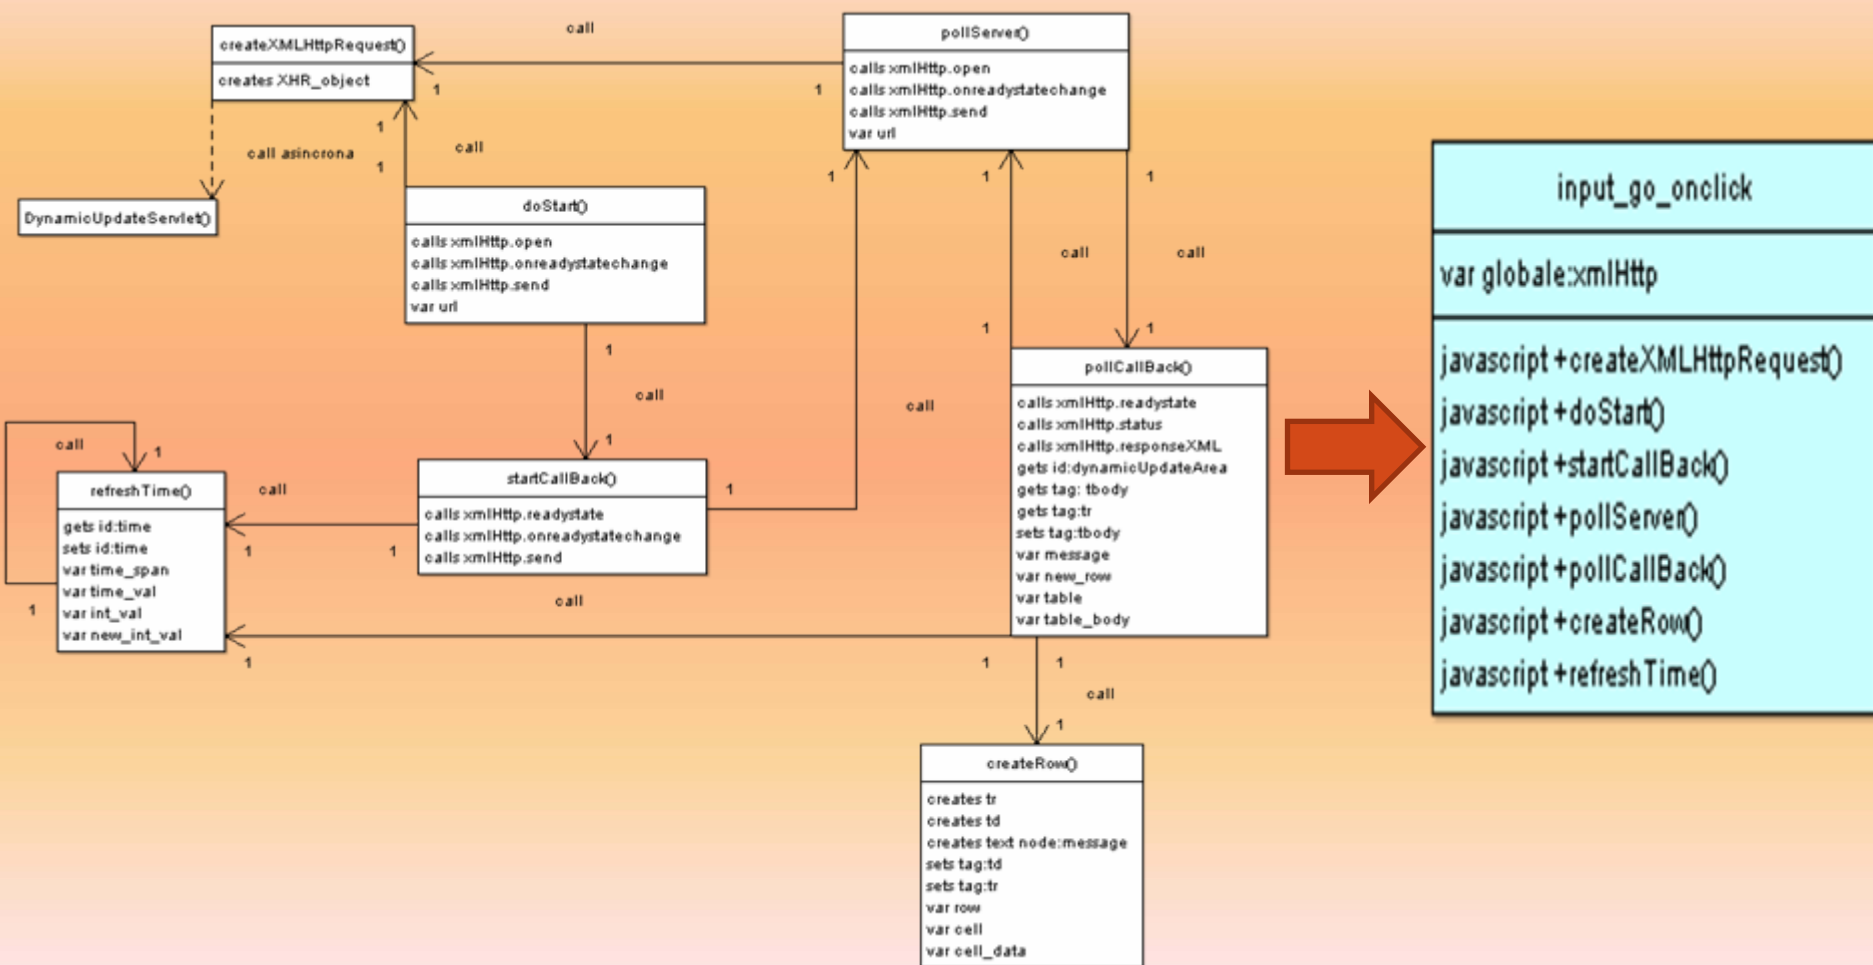 call
createXMLHttpRequest()
creates XHR_object
1
1
pollServer()
calls xmlHttp.open
calls xmlHttp.onreadystatechange
calls xmlHttp.send
var url
call asincrona
1
call
1
DynamicUpdateServlet()
doStart()
calls xmlHttp.open
calls xmlHttp.onreadystatechange
calls xmlHttp.send
var url
1
1
1
call
call
1
1
1
call
1
call
pollCallBack()
calls xmlHttp.readystate
calls xmlHttp.status
calls xmlHttp.responseXML
gets id:dynamicUpdateArea
gets tag: tbody
gets tag:tr
sets tag:tbody
var message
var new_row
var table
var table_body
call
1
refreshTime()
gets id:time
sets id:time
var time_span
var time_val
var int_val
var new_int_val
1
call
1
1
startCallBack()
calls xmlHttp.readystate
calls xmlHttp.onreadystatechange
calls xmlHttp.send
1
call
1
1
1
call
1
createRow()
creates tr
creates td
creates text node:message
sets tag:td
sets tag:tr
var row
var cell
var cell_data
input_go_onclick
var globale:xmlHttp
javascript +createXMLHttpRequest()
javascript +doStart()
javascript +startCallBack()
javascript +pollServer()
javascript +pollCallBack()
javascript +createRow()
javascript +refreshTime()